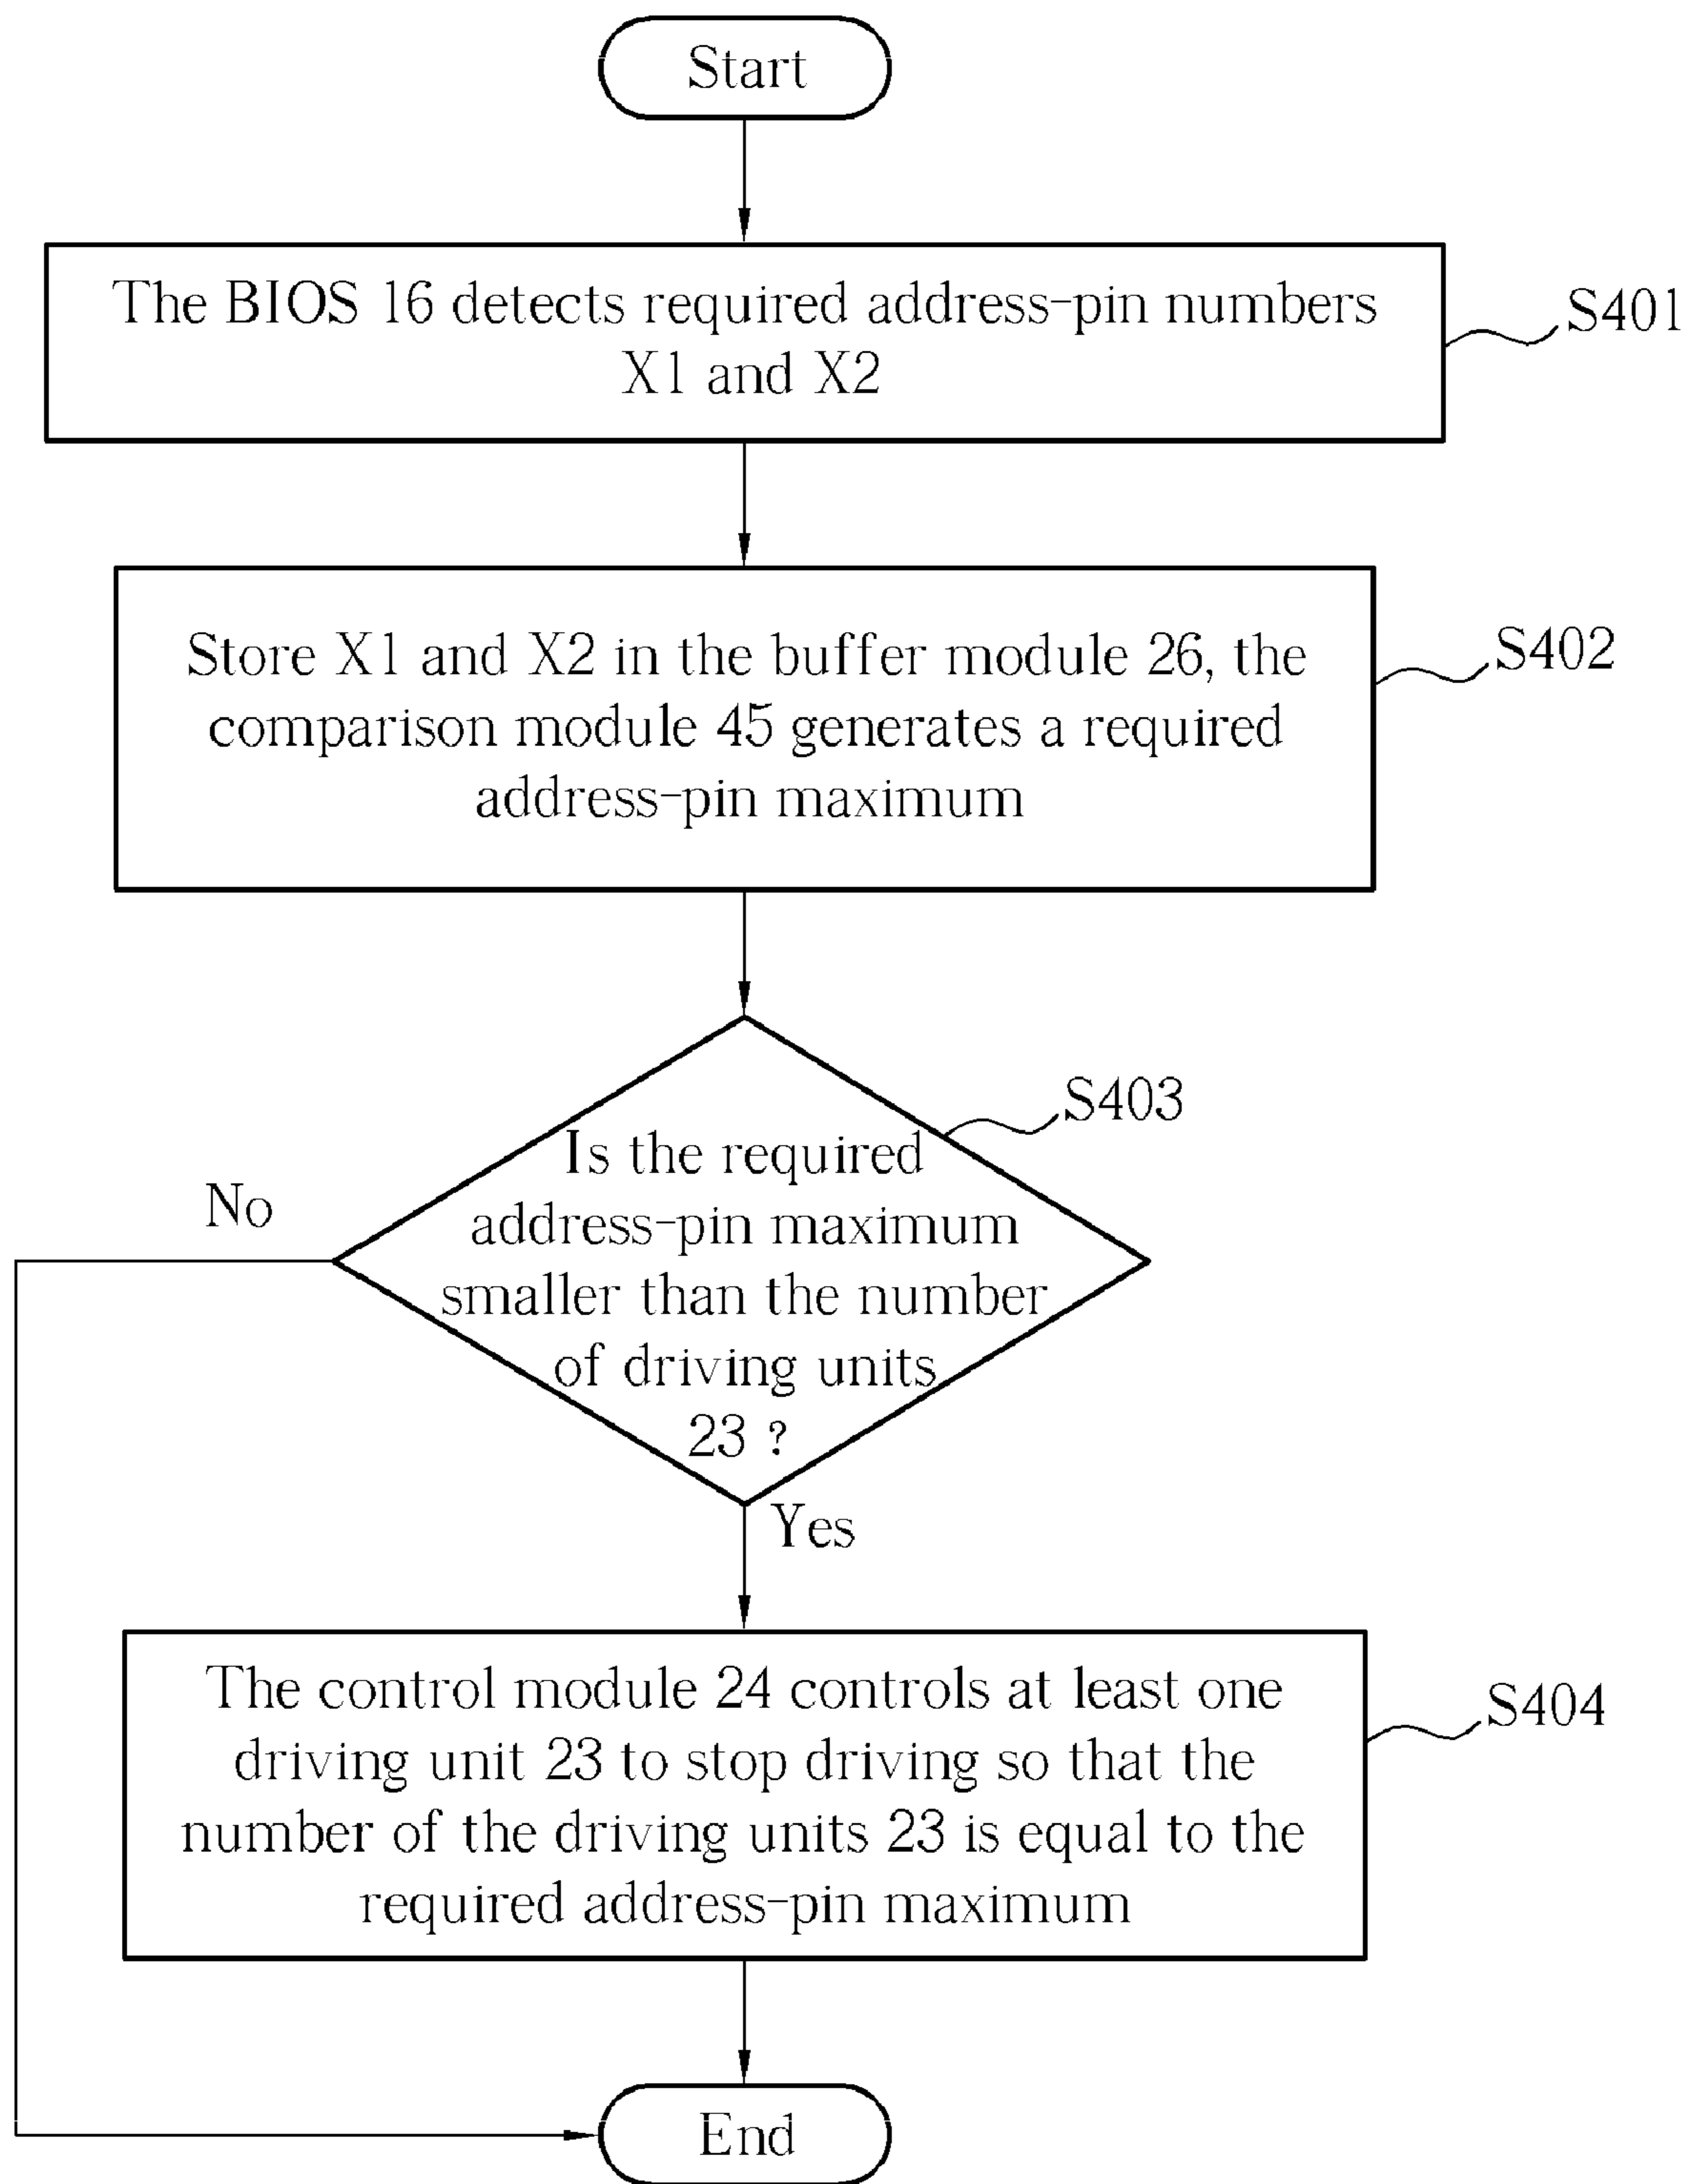 Start
The BIOS 16 detects required address-pin numbers
X1 and X2
S401
Store X1 and X2 in the buffer module 26, the
comparison module 45 generates a required
address-pin maximum
S402
S403
Is the required
address-pin maximum
smaller than the number
of driving units
23 ?
No
Yes
The control module 24 controls at least one
driving unit 23 to stop driving so that the
number of the driving units 23 is equal to the
required address-pin maximum
S404
End